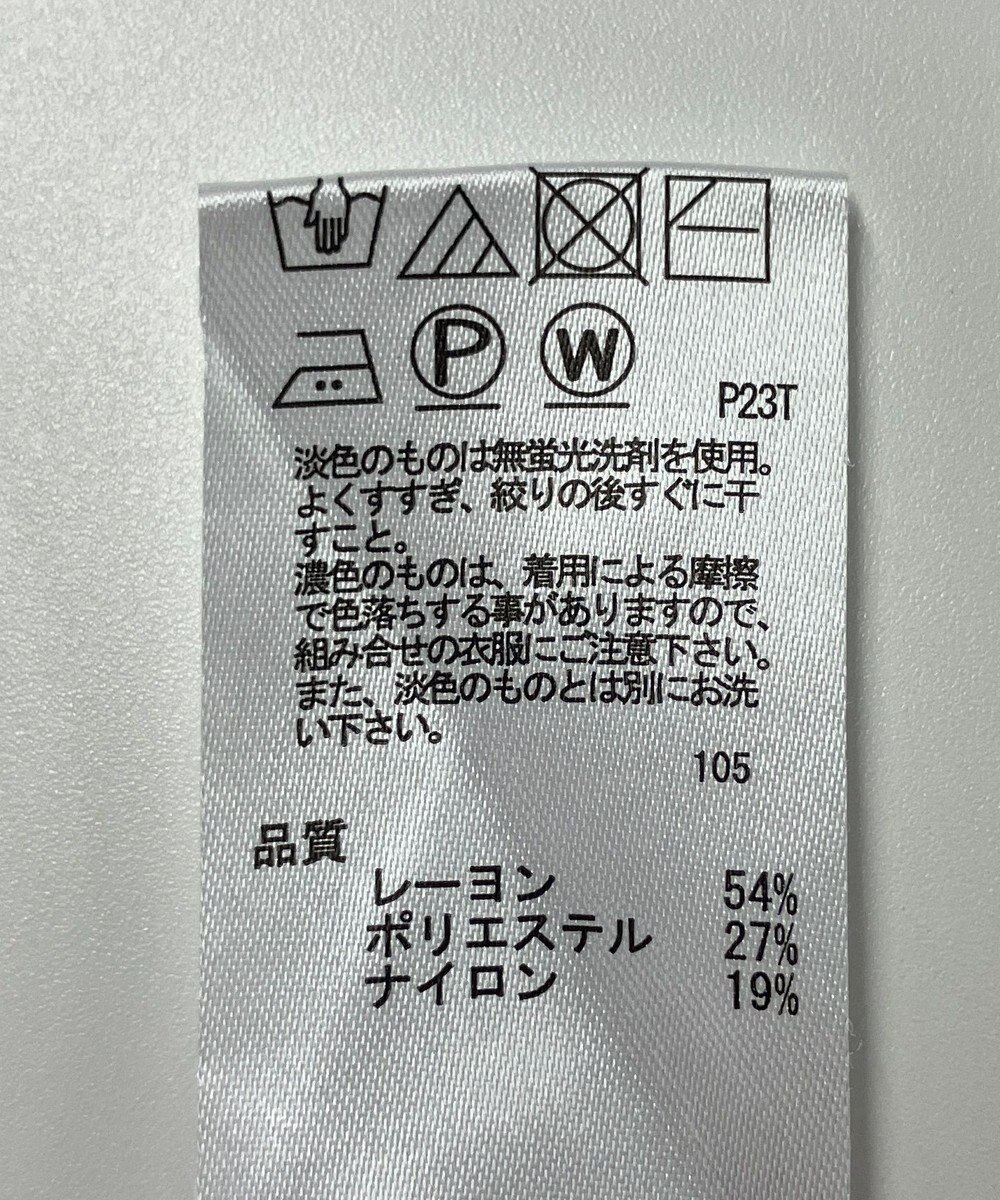 P W
P23T
淡色のものは無蛍光洗剤を使用。
よくすすぎ、絞りの後すぐに干
すこと。
濃色のものは、着用による摩擦
で色落ちする事がありますので、
組み合せの衣服にご注意下さい。
また、淡色のものとは別にお洗
い下さい。
105
品質
レーヨン 54%
ポリエステル 27%
ナイロン 19%